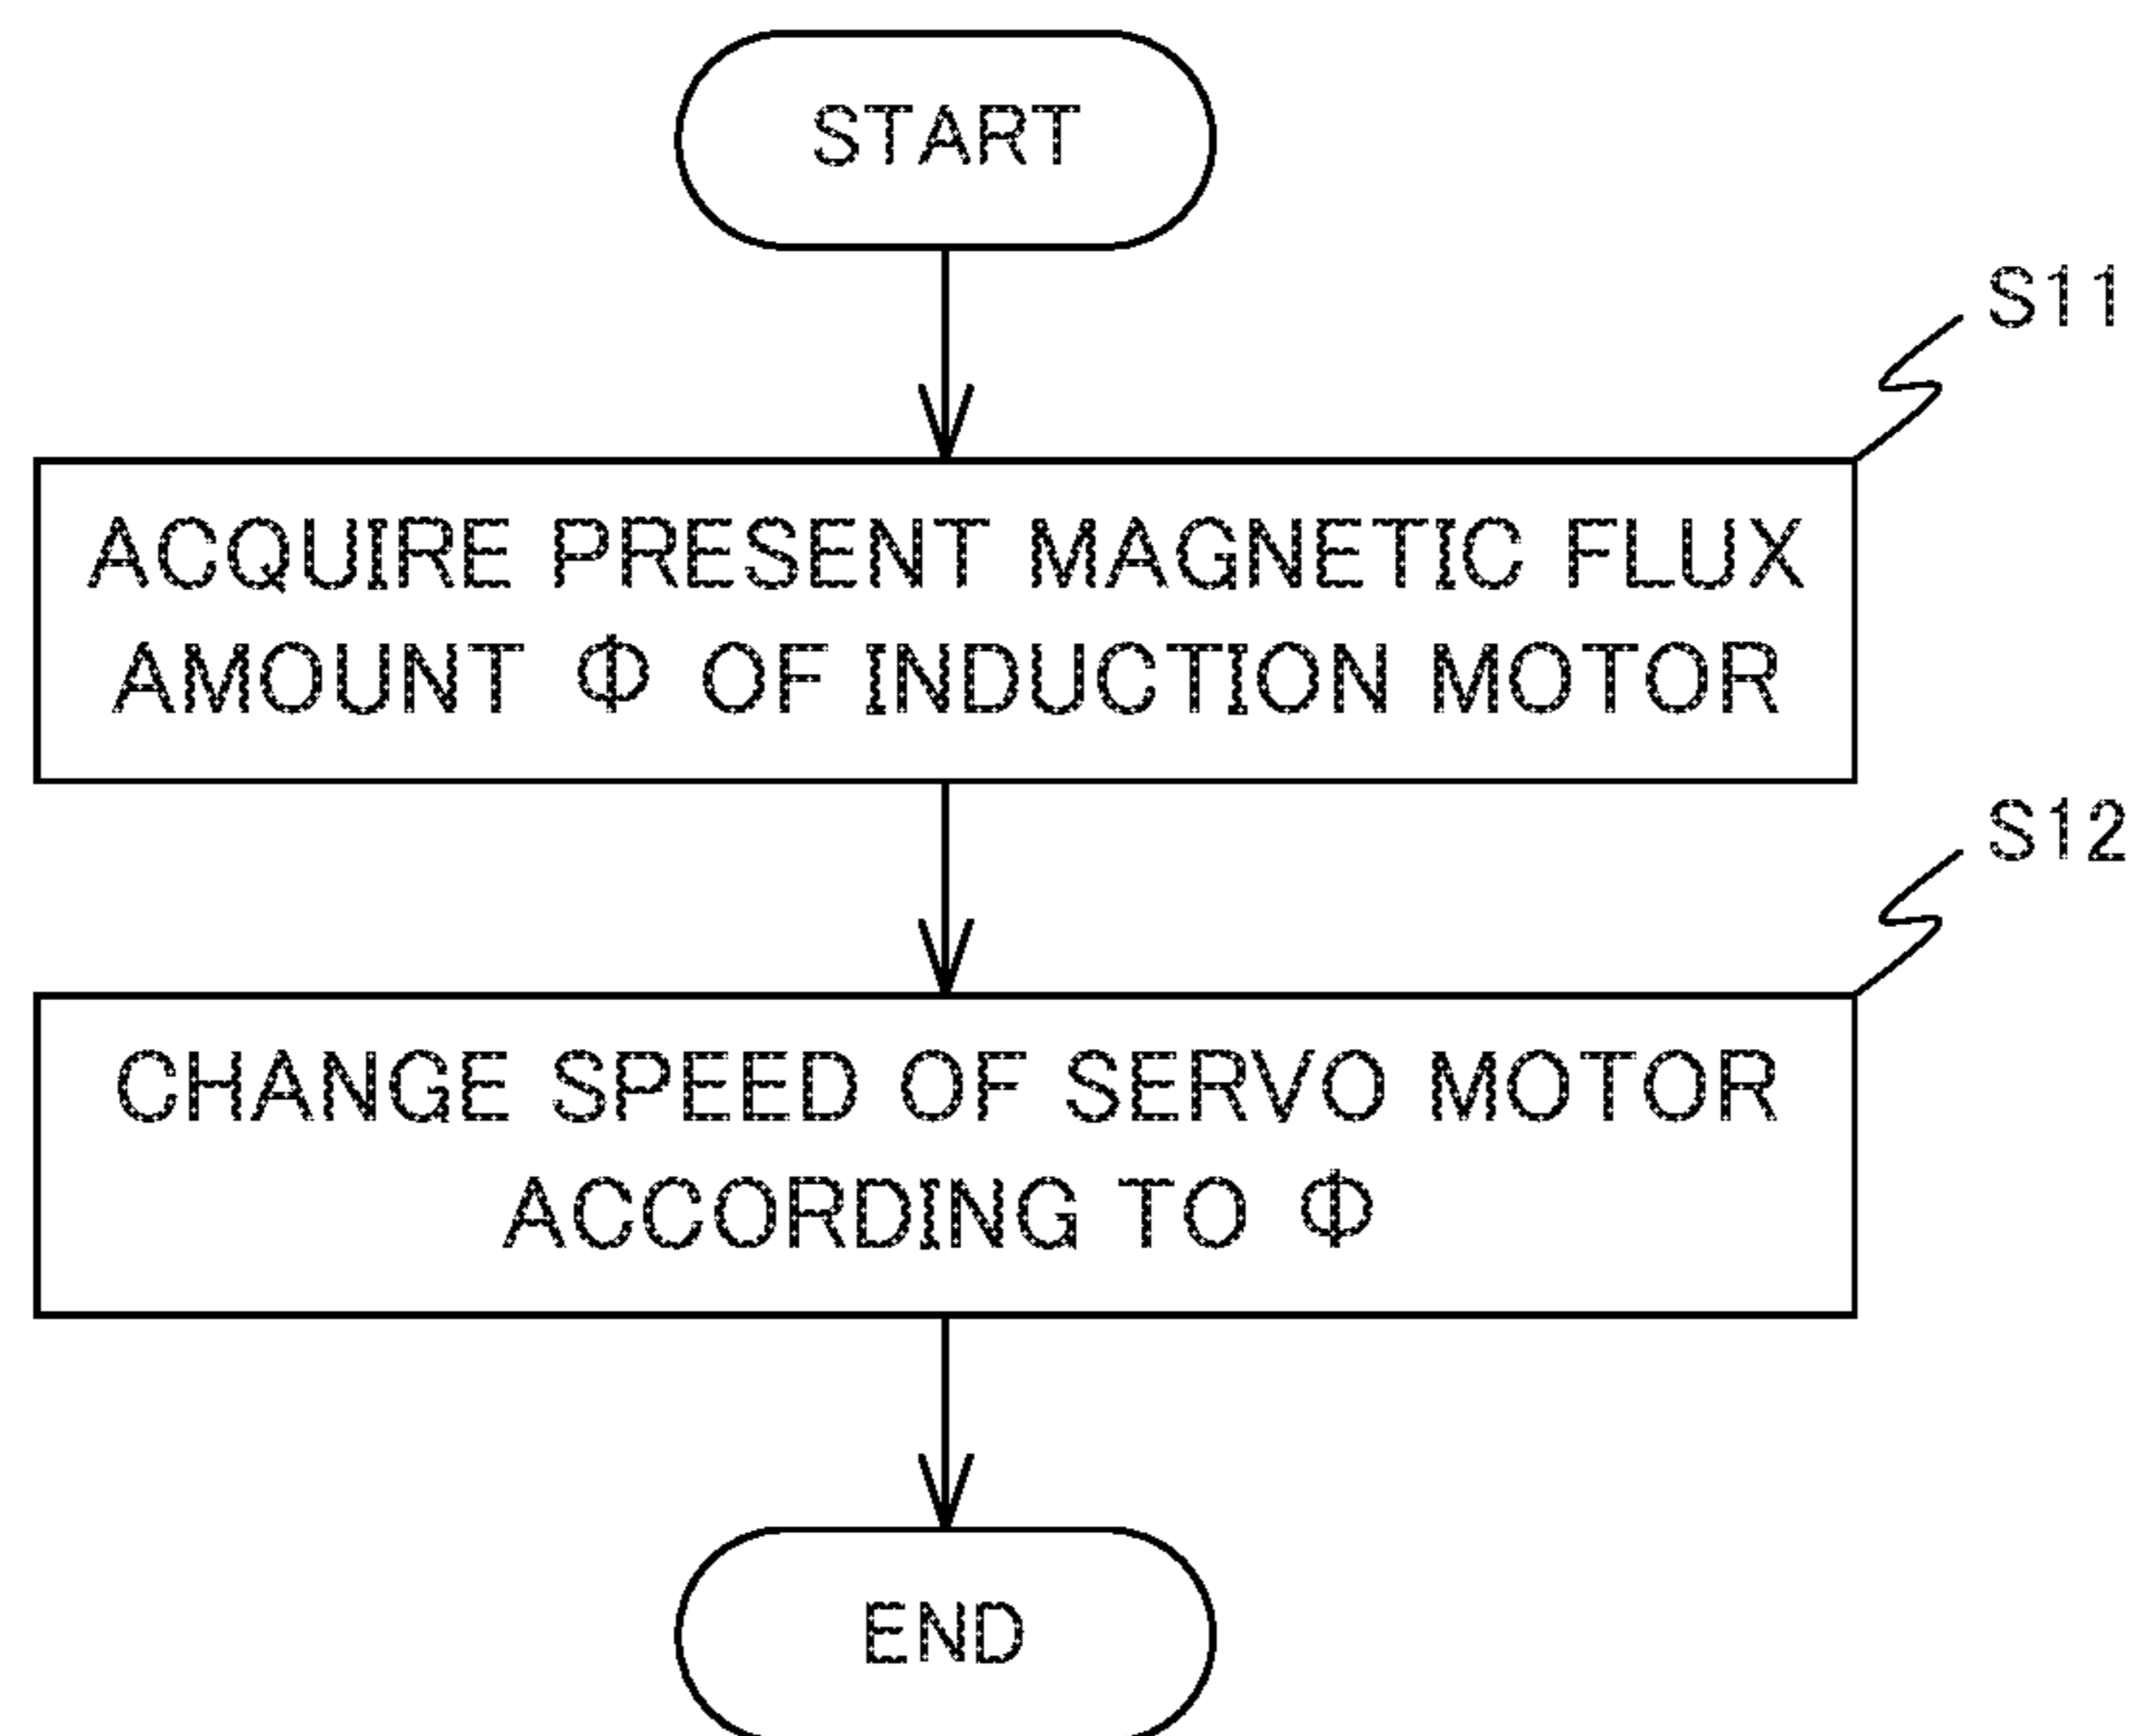 START
S11
ACQUIRE PRESENT MAGNETIC FLUX
AMOUNT Φ OF INDUCTION MOTOR
S12
CHANGE SPEED OF SERVO MOTOR
ACCORDING TO Φ
END